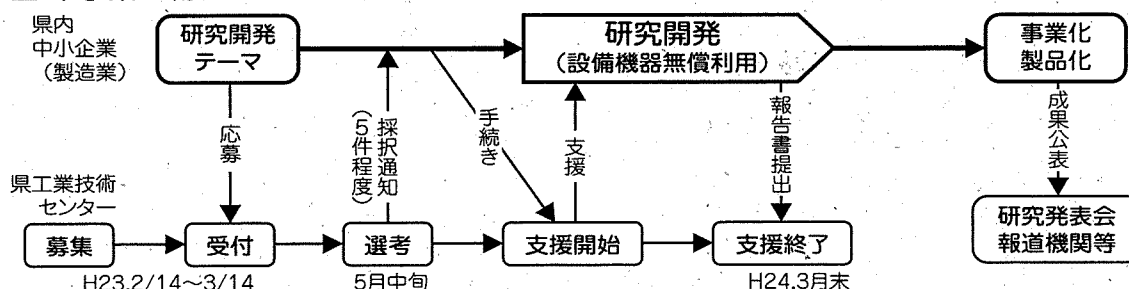 県内
中小企業
(製造業)
研究開発
テーマ
研究開発
(設備機器無償利用)
事業化
製品化
応募
採択通知
(5件程度)
手続き
支援
報告書提出
成果公表
県工業技術
センター
募集
受付
選考
支援開始
支援終了
研究発表会
報道機関等
H23.2/14〜3/14
5月中旬
H24.3月末